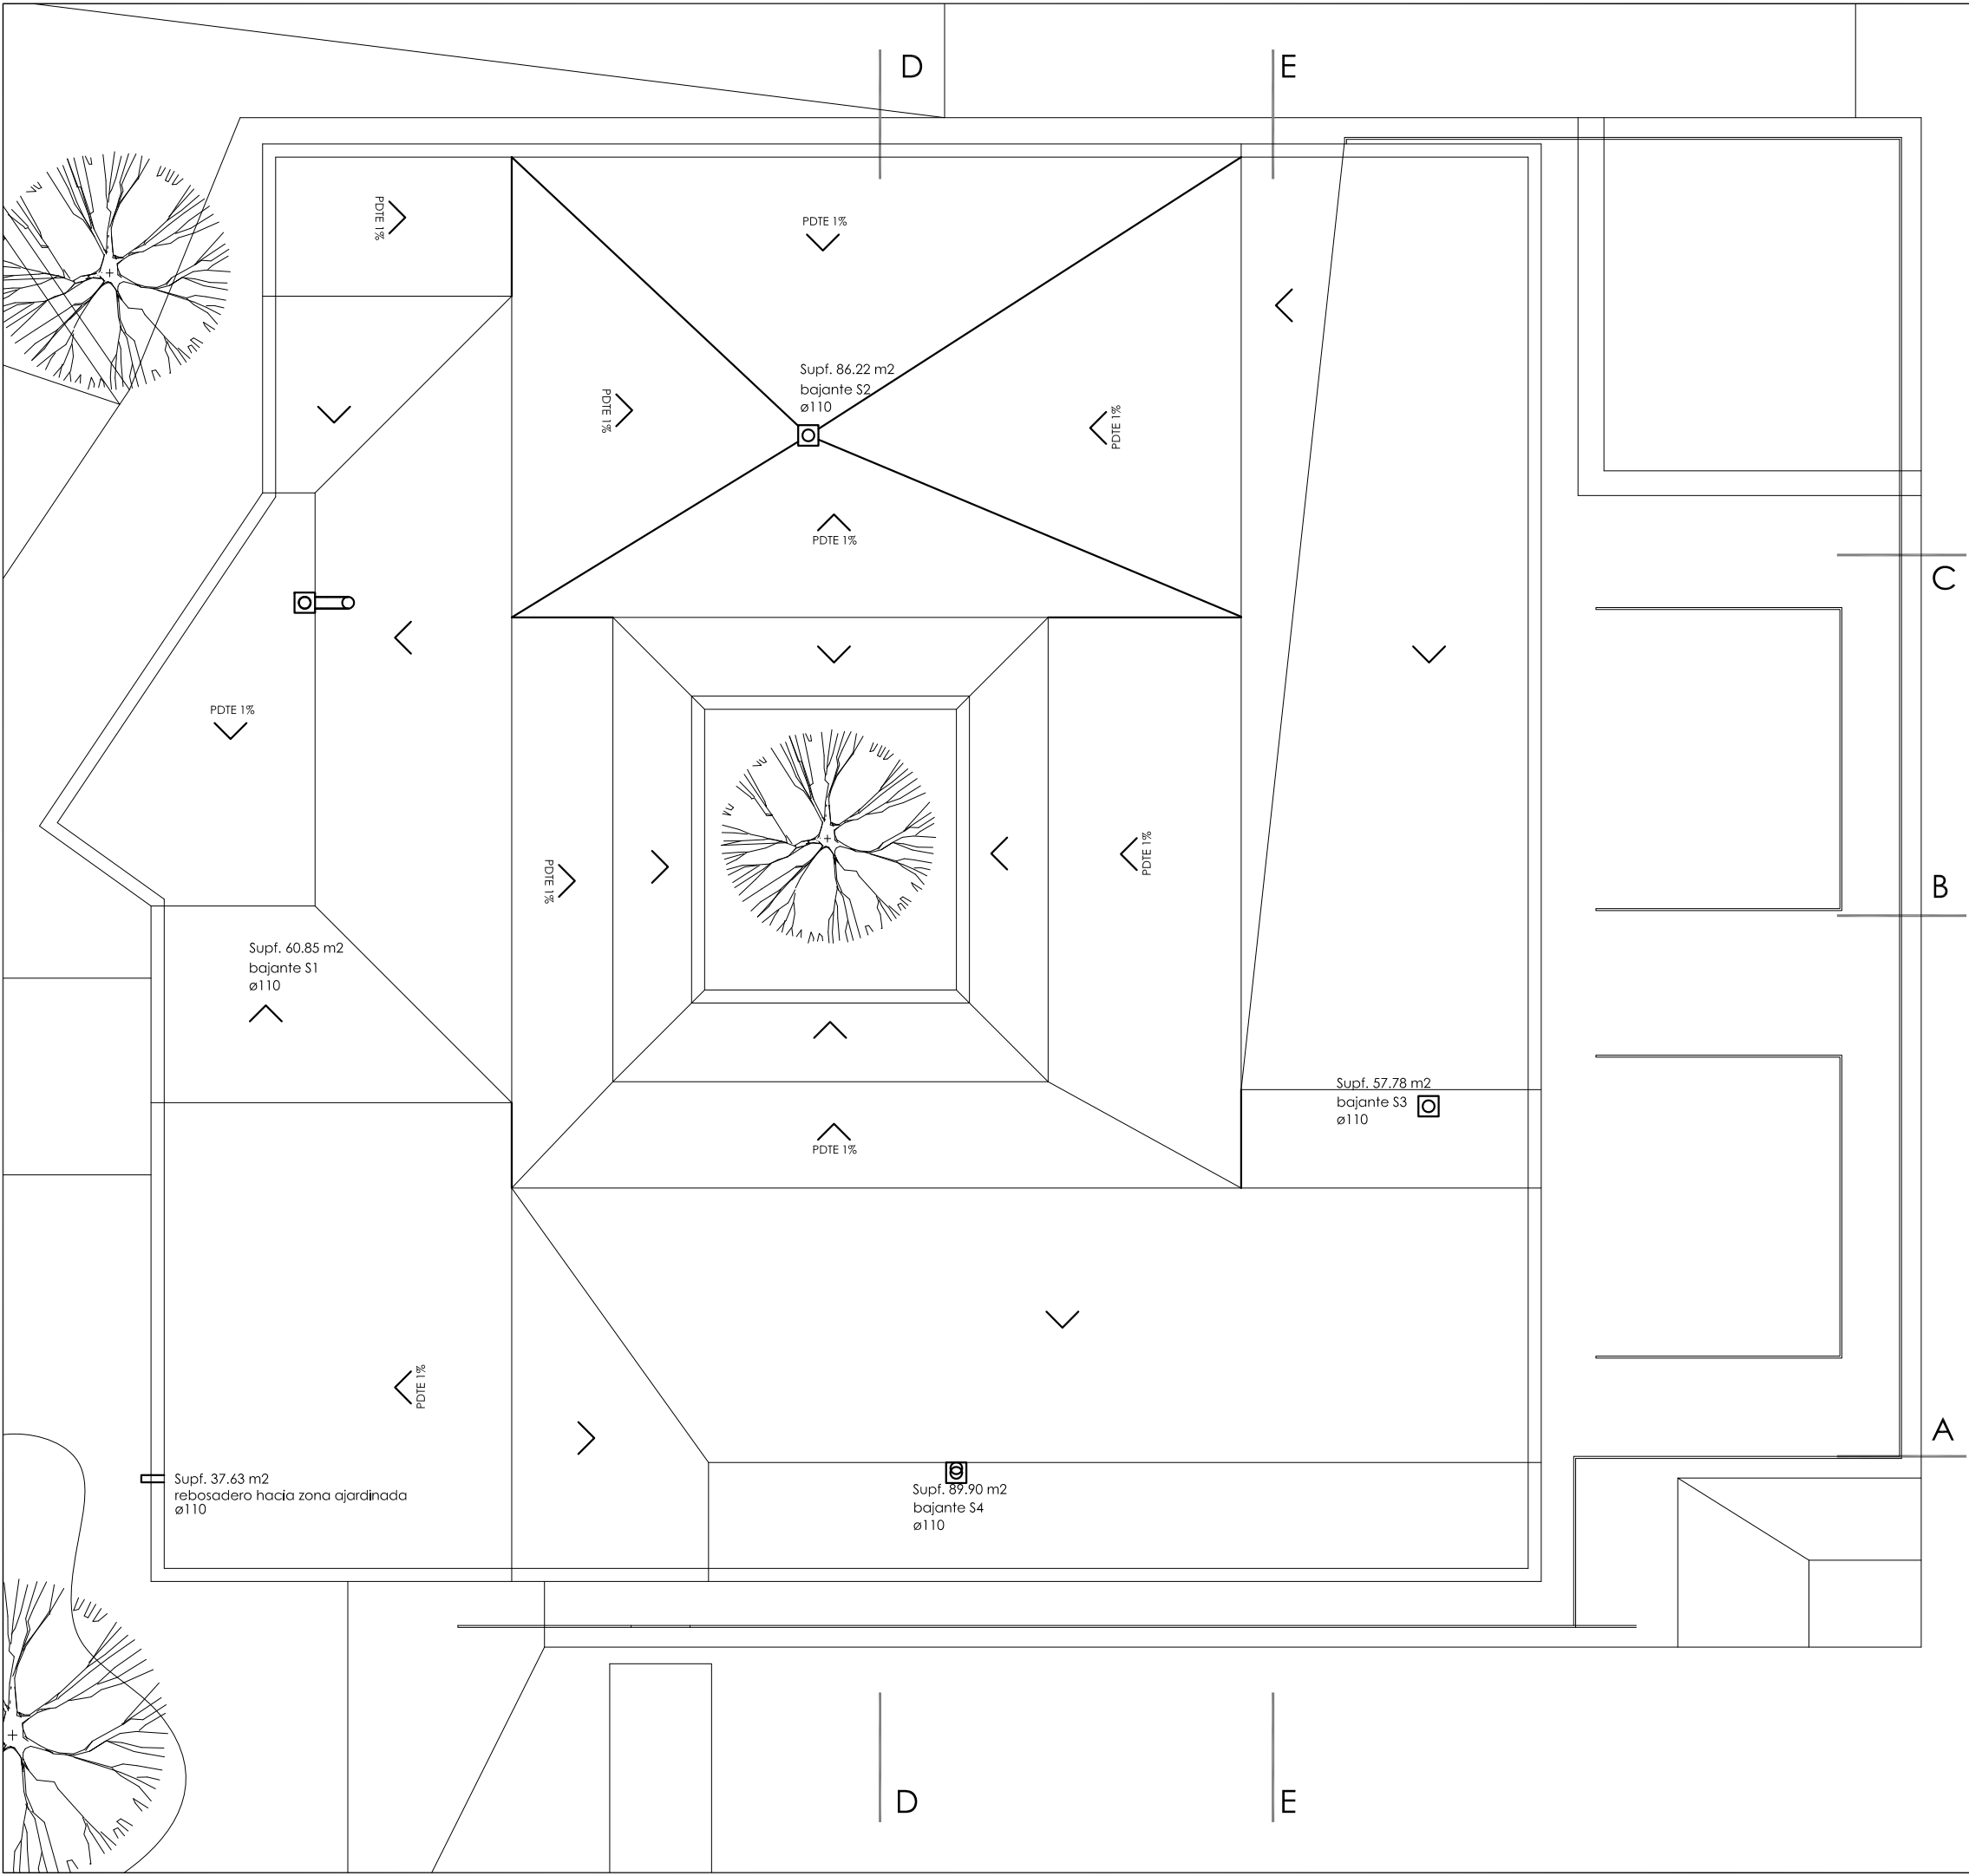 D
E
PDTE 1%
PDTE 1%
Supf. 86.22 m2
bajante S2
ø110
PDTE 1%
PDTE 1%
PDTE 1%
C
PDTE 1%
PDTE 1%
PDTE 1%
B
Supf. 60.85 m2
bajante S1
ø110
Supf. 57.78 m2
bajante S3
ø110
PDTE 1%
PDTE 1%
A
Supf. 37.63 m2
rebosadero hacia zona ajardinada
ø110
Supf. 89.90 m2
bajante S4
ø110
D
E